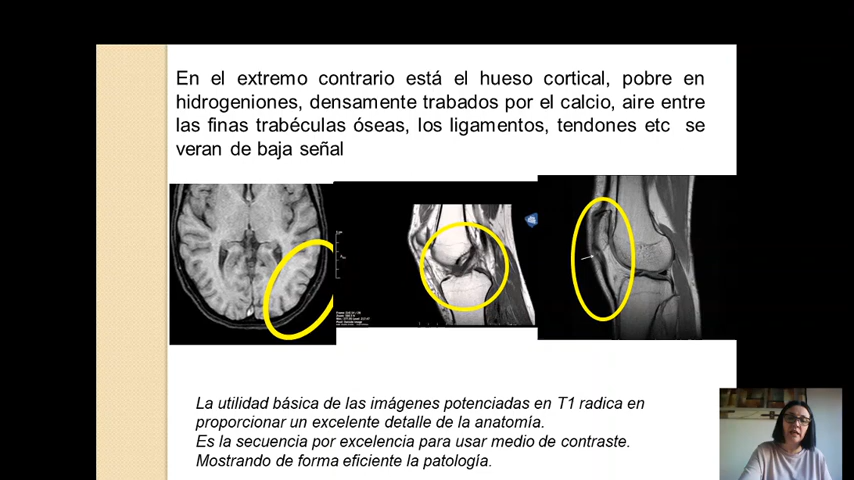 En el extremo contrario está el hueso cortical, pobre en
hidrogeniones, densamente trabados por el calcio, aire entre
las finas trabéculas óseas, los ligamentos, tendones etc se
veran de baja señal
La utilidad básica de las imágenes potenciadas en T1 radica en
proporcionar un excelente detalle de la anatomía.
Es la secuencia por excelencia para usar medio de contraste.
Mostrando de forma eficiente la patología.